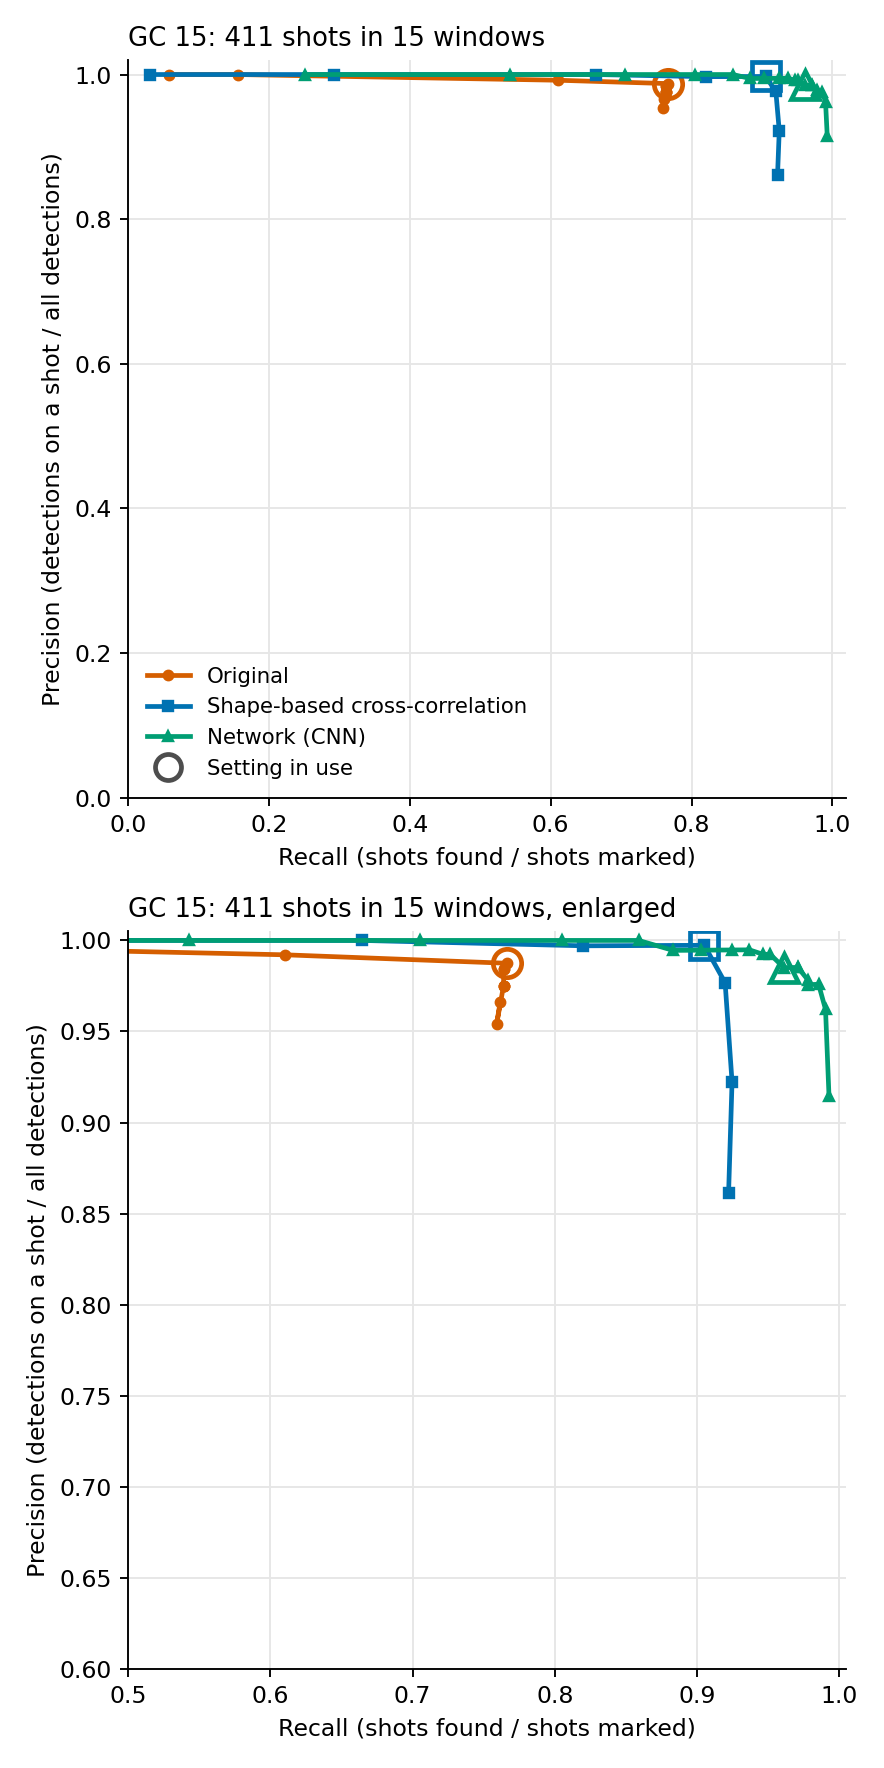 GC 15: 411 shots in 15 windows
Precision (detections on a shot / all detections)
1.0
0.8
0.6
0.4
0.2
0.0
Original
Shape-based cross-correlation
Network (CNN)
Setting in use
0.0 0.2 0.4 0.6 0.8 1.0
Recall (shots found / shots marked)
GC 15: 411 shots in 15 windows, enlarged
Precision (detections on a shot / all detections)
1.00
0.95
0.90
0.85
0.80
0.75
0.70
0.65
0.60
0.5 0.6 0.7 0.8 0.9 1.0
Recall (shots found / shots marked)